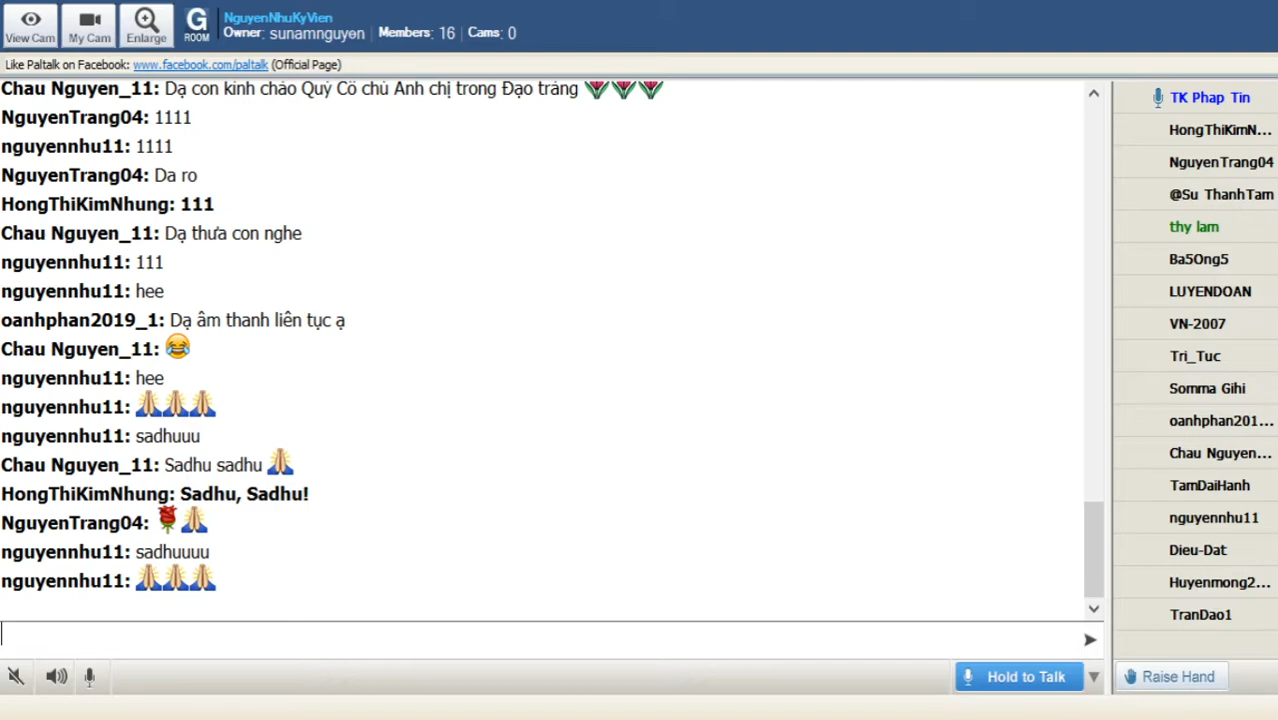 View Cam
My Cam
Enlarge
G
ROOM
NguyenNhuKyVien
Owner: sunamnguyen | Members: 16 | Cams: 0
Like Paltalk on Facebook: www.facebook.com/paltalk (Official Page)
Chau Nguyen_11: Dạ con kính chào Quý Cô chú Anh chị trong Đạo tràng
NguyenTrang04: 1111
nguyennhu11: 1111
NguyenTrang04: Da ro
HongThiKimNhung: 111
Chau Nguyen_11: Dạ thưa con nghe
nguyennhu11: 111
nguyennhu11: hee
oanhphan2019_1: Dạ âm thanh liên tục ạ
Chau Nguyen_11:
nguyennhu11: hee
nguyennhu11:
nguyennhu11: sadhuuu
Chau Nguyen_11: Sadhu sadhu
HongThiKimNhung: Sadhu, Sadhu!
NguyenTrang04:
nguyennhu11: sadhuuuu
nguyennhu11:
TK Phap Tin
HongThiKimN...
NguyenTrang04
@Su ThanhTam
thy lam
Ba5Ong5
LUYENDOAN
VN-2007
Tri_Tuc
Somma Gihi
oanhphan201...
Chau Nguyen...
TamDaiHanh
nguyennhu11
Dieu-Dat
Huyenmong2...
TranDao1
Hold to Talk
Raise Hand